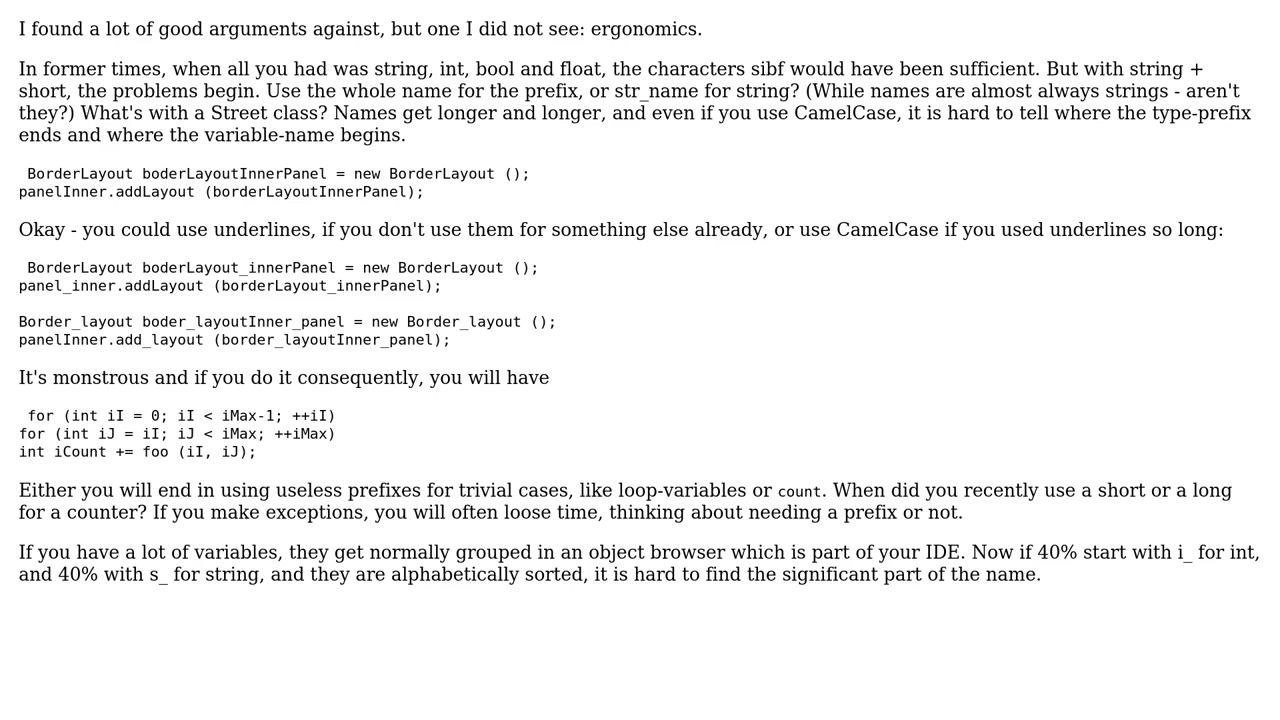 I found a lot of good arguments against, but one I did not see: ergonomics.
In former times, when all you had was string, int, bool and float, the characters sibf would have been sufficient. But with string +
short, the problems begin. Use the whole name for the prefix, or str_name for string? (While names are almost always strings - aren't
they?) What's with a Street class? Names get longer and longer, and even if you use CamelCase, it is hard to tell where the type-prefix
ends and where the variable-name begins.
BorderLayout boderLayoutInnerPanel = new BorderLayout ();
panelInner.addLayout (borderLayoutInnerPanel);
Okay - you could use underlines, if you don't use them for something else already, or use CamelCase if you used underlines so long:
BorderLayout boderLayout_innerPanel = new BorderLayout ();
panel_inner.addLayout (borderLayout_innerPanel);
Border_layout boder_layoutInner_panel = new Border_layout ();
panelInner.add_layout (border_layoutInner_panel);
It's monstrous and if you do it consequently, you will have
for (int iI = 0; iI < iMax-1; ++iI)
for (int iJ = iI; iJ < iMax; ++iMax)
int iCount += foo (iI, iJ);
Either you will end in using useless prefixes for trivial cases, like loop-variables or count. When did you recently use a short or a long
for a counter? If you make exceptions, you will often loose time, thinking about needing a prefix or not.
If you have a lot of variables, they get normally grouped in an object browser which is part of your IDE. Now if 40% start with i_ for int,
and 40% with s_ for string, and they are alphabetically sorted, it is hard to find the significant part of the name.